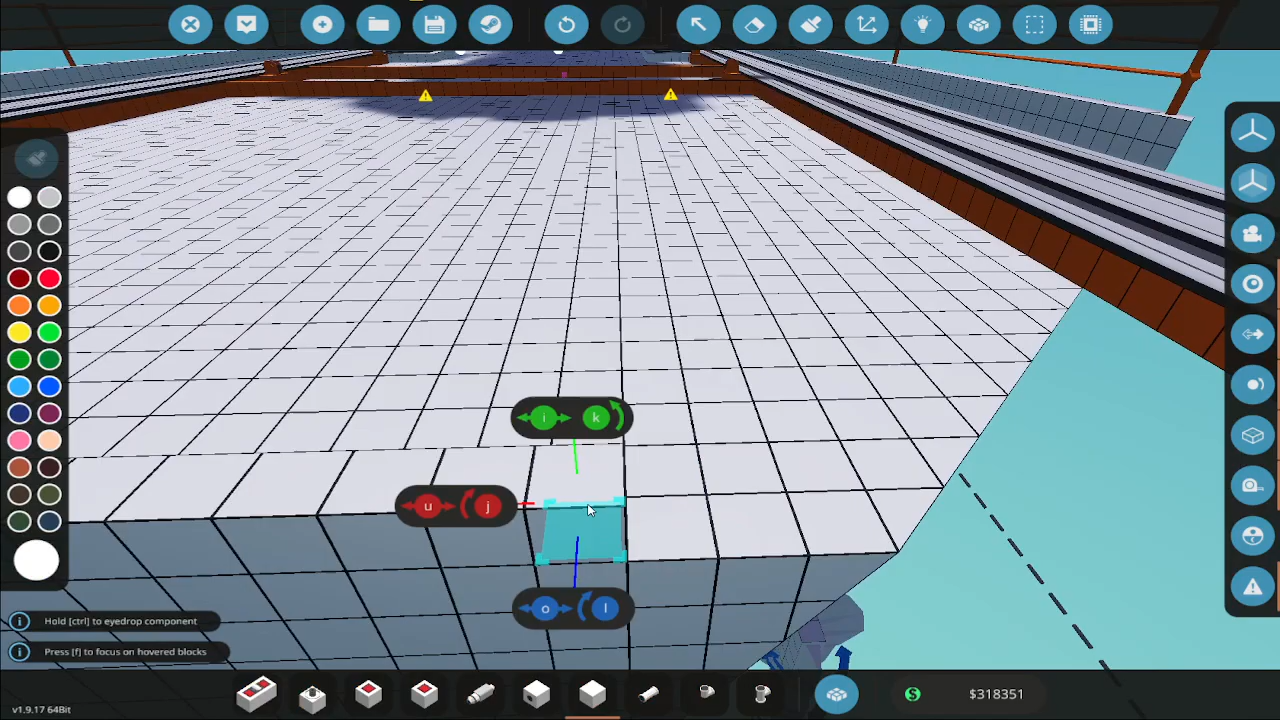 i k
u j
o l
Hold [ctrl] to eyedrop component
Press [f] to focus on hovered blocks
v1.9.17 64Bit
$ $318351